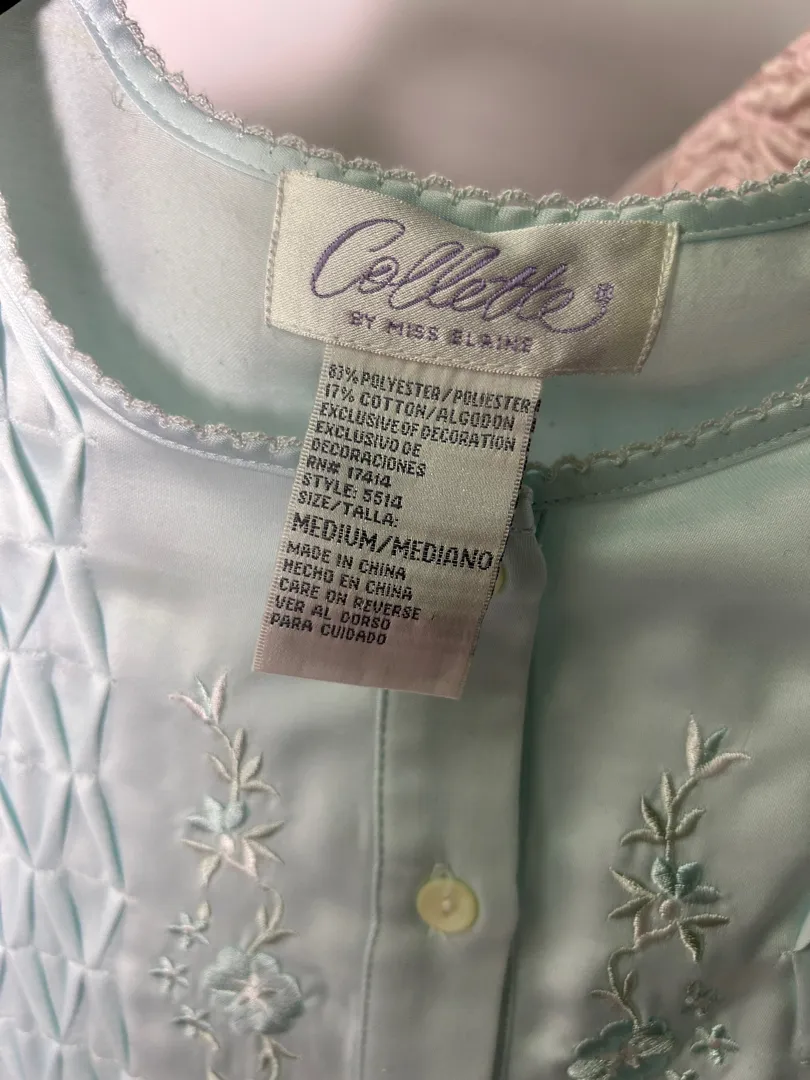 Collette
BY MISS ELAINE
83% POLYESTER/POLIESTER
17% COTTON/ALGODON
EXCLUSIVE OF DECORATION
EXCLUSIVO DE
DECORACIONES
RN# 17414
STYLE: 5514
SIZE/TALLA:
MEDIUM/MEDIANO
MADE IN CHINA
HECHO EN CHINA
CARE ON REVERSE
VER AL DORSO
PARA CUIDADO